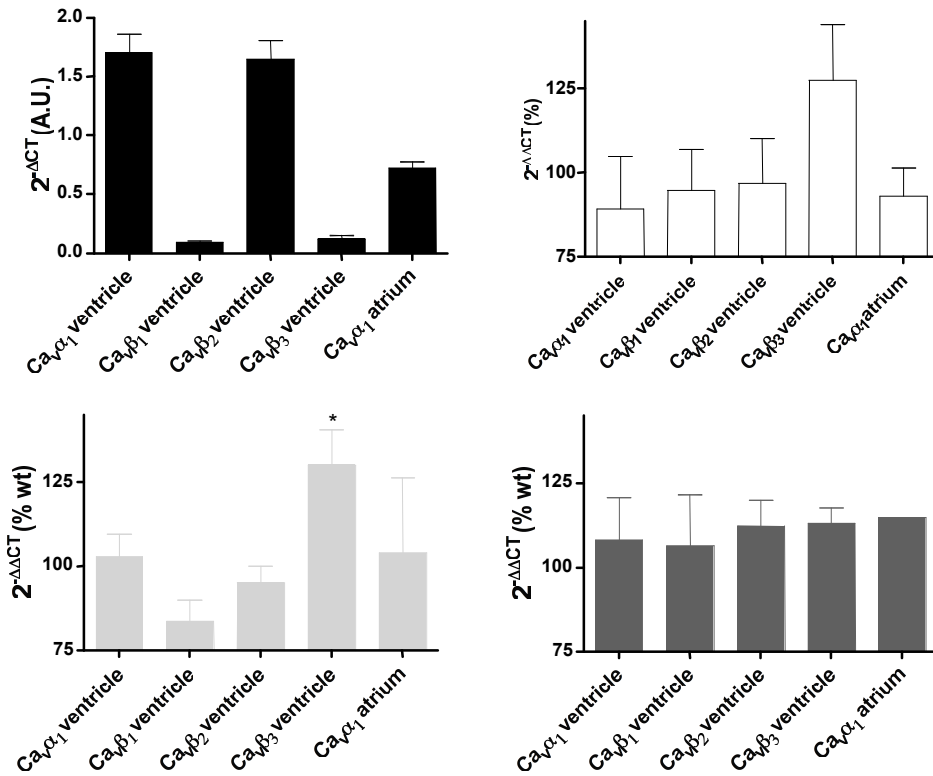 2.0
1.5
1.0
0.5
0.0
2-ΔCT (A.U.)
Cavα1 ventricle
Cavβ1 ventricle
Cavβ2 ventricle
Cavβ3 ventricle
Cavα1 atrium
125
100
75
2-ΔΔCT (%)
Cavα1 ventricle
Cavβ1 ventricle
Cavβ2 ventricle
Cavβ3 ventricle
Cavα1atrium
*
125
100
75
2-ΔΔCT (% wt)
Cavα1 ventricle
Cavβ1 ventricle
Cavβ2 ventricle
Cavβ3 ventricle
Cavα1 atrium
125
100
75
2-ΔΔCT (% wt)
Cavα1 ventricle
Cavβ1 ventricle
Cavβ2 ventricle
Cavβ3 ventricle
Cavα1 atrium